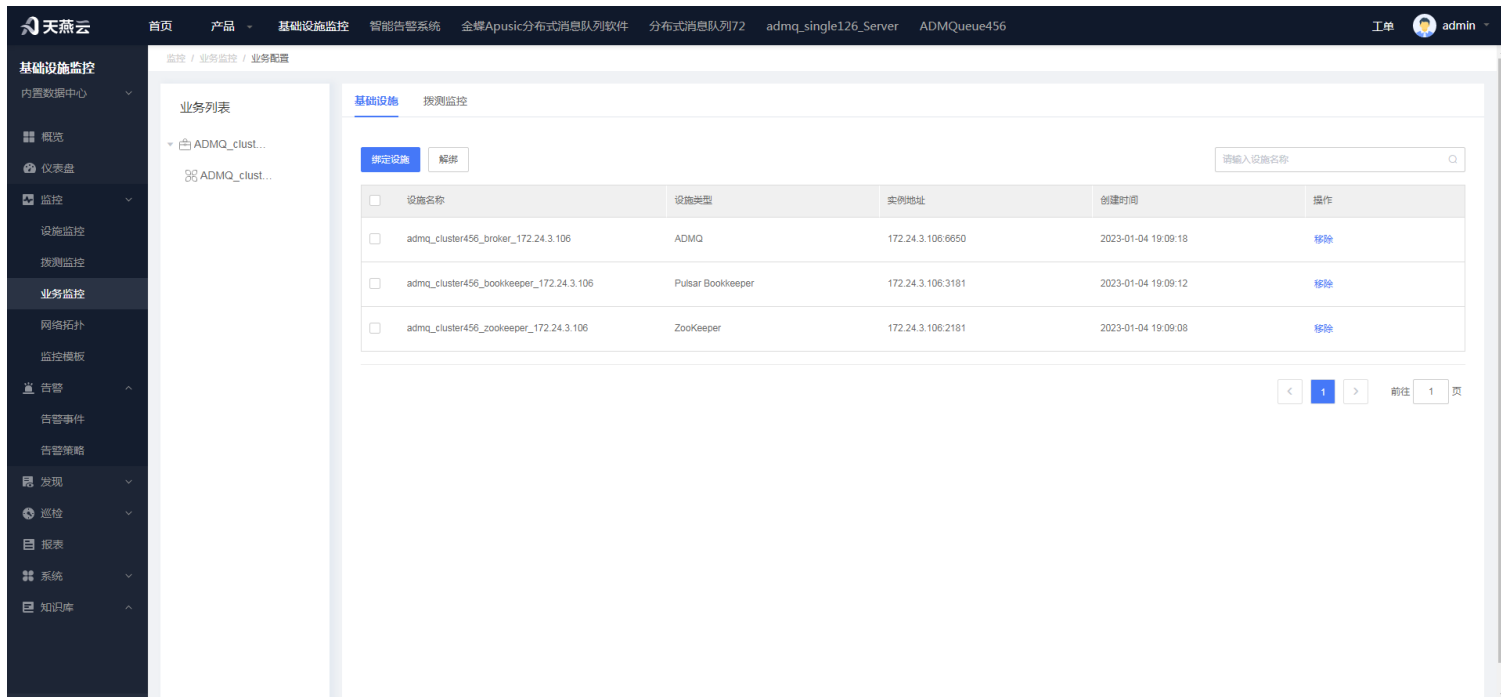 天燕云
首页 产品 基础设施监控 智能告警系统 金蝶Apusic分布式消息队列软件 分布式消息队列72 admq_single126_Server ADMQueue456 工单 admin
基础设施监控
内置数据中心
概览
仪表盘
监控
设施监控
拨测监控
业务监控
网络拓扑
监控模板
告警
告警事件
告警策略
发现
巡检
报表
系统
知识库
监控 / 业务监控 / 业务配置
业务列表
ADMQ_clust...
ADMQ_clust...
基础设施 拨测监控
绑定设施 解绑 请输入设施名称
设施名称 设施类型 实例地址 创建时间 操作
admq_cluster456_broker_172.24.3.106 ADMQ 172.24.3.106:6650 2023-01-04 19:09:18 移除
admq_cluster456_bookkeeper_172.24.3.106 Pulsar Bookkeeper 172.24.3.106:3181 2023-01-04 19:09:12 移除
admq_cluster456_zookeeper_172.24.3.106 ZooKeeper 172.24.3.106:2181 2023-01-04 19:09:08 移除
1 前往 1 页